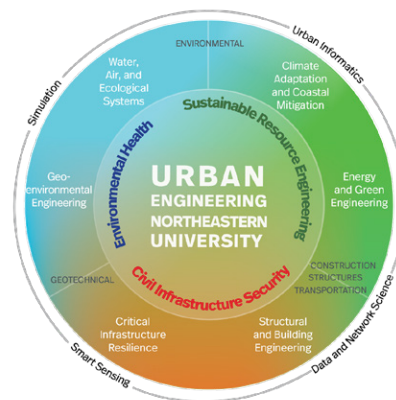 ENVIRONMENTAL
Urban Informatics
Water,
Air, and
Ecological
Systems
Climate
Adaptation
and Coastal
Mitigation
Simulation
Sustainable Resource Engineering
Environmental Health
Geo-
environmental
Engineering
URBAN
ENGINEERING
NORTHEASTERN
UNIVERSITY
Energy
and Green
Engineering
GEOTECHNICAL
Civil Infrastructure Security
CONSTRUCTION
STRUCTURES
TRANSPORTATION
Critical
Infrastructure
Resilience
Structural
and Building
Engineering
Smart Sensing
Data and Network Science